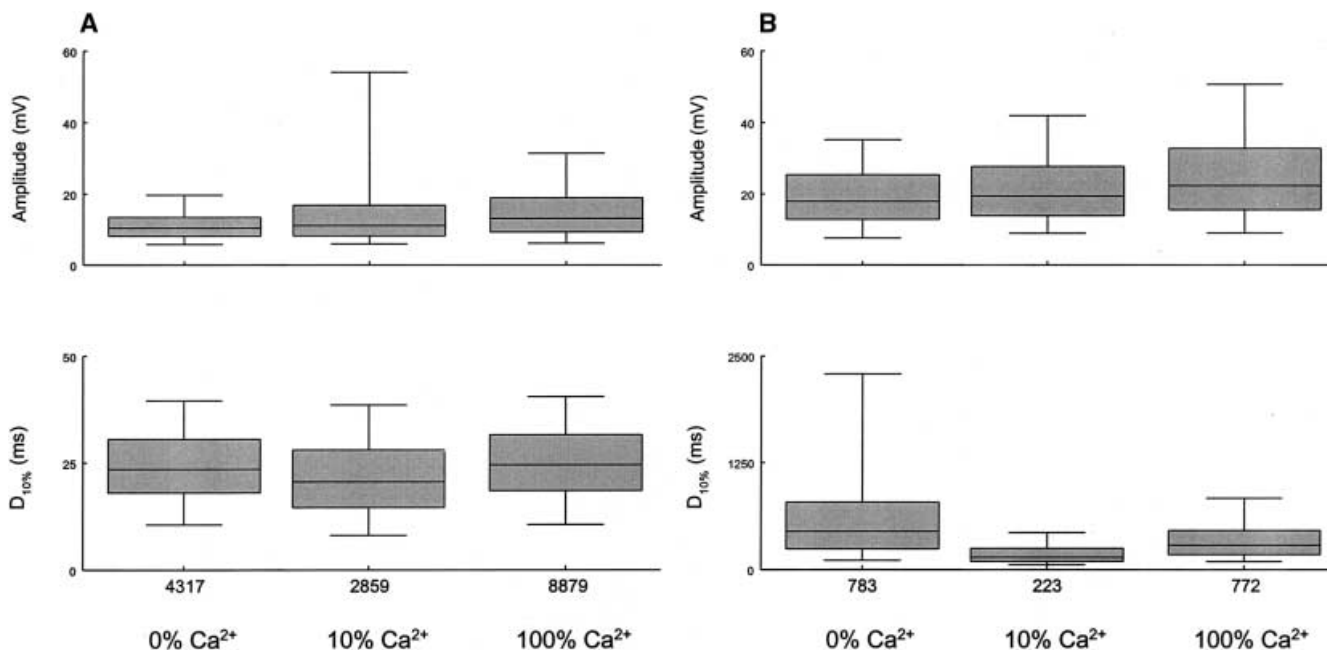 A
Amplitude (mV)
60
40
20
0
D10% (ms)
50
25
0
4317 2859 8879
0% Ca²⁺ 10% Ca²⁺ 100% Ca²⁺
B
Amplitude (mV)
60
40
20
0
D10% (ms)
2500
1250
0
783 223 772
0% Ca²⁺ 10% Ca²⁺ 100% Ca²⁺